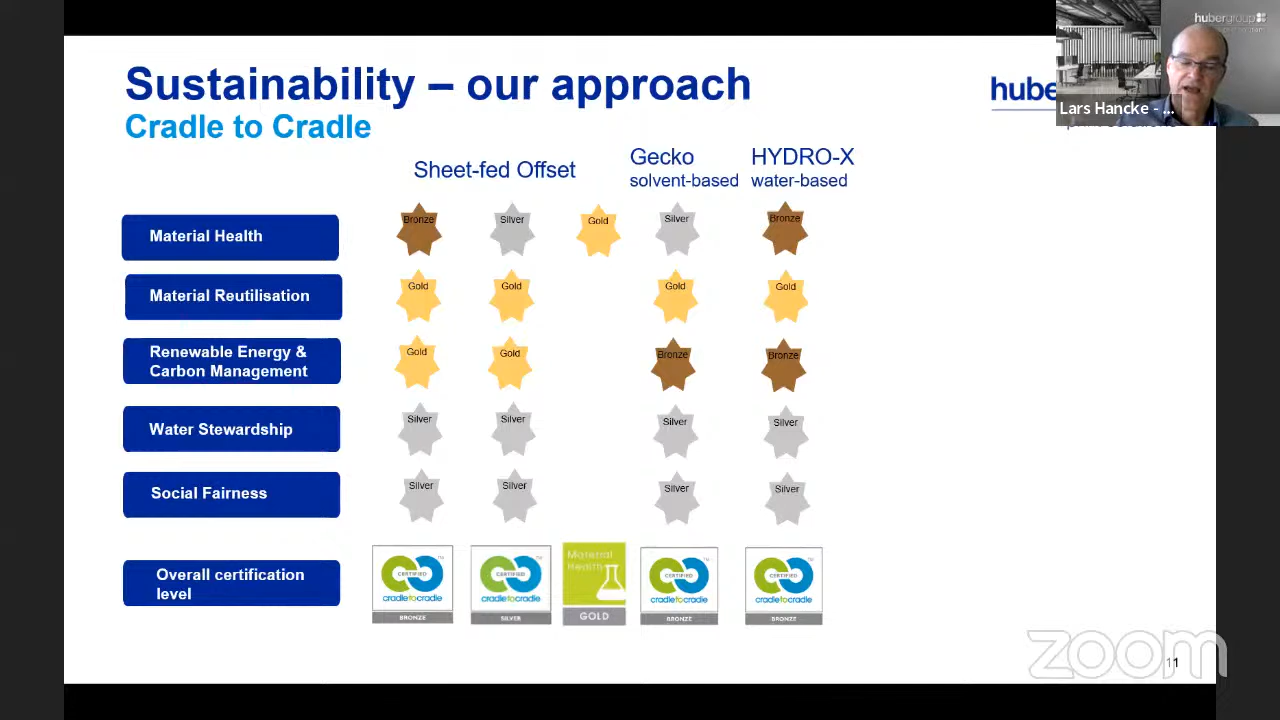 hubergroup
Sustainability – our approach
Cradle to Cradle
Lars Hancke - ...
Sheet-fed Offset
Gecko
solvent-based
HYDRO-X
water-based
Material Health
Bronze
Silver
Gold
Silver
Bronze
Material Reutilisation
Gold
Gold
Gold
Gold
Renewable Energy &
Carbon Management
Gold
Gold
Bronze
Bronze
Water Stewardship
Silver
Silver
Silver
Silver
Social Fairness
Silver
Silver
Silver
Silver
Overall certification
level
CERTIFIED
cradletocradle
BRONZE
CERTIFIED
cradletocradle
SILVER
Material
Health
GOLD
CERTIFIED
cradletocradle
BRONZE
CERTIFIED
cradletocradle
BRONZE
zoom
11